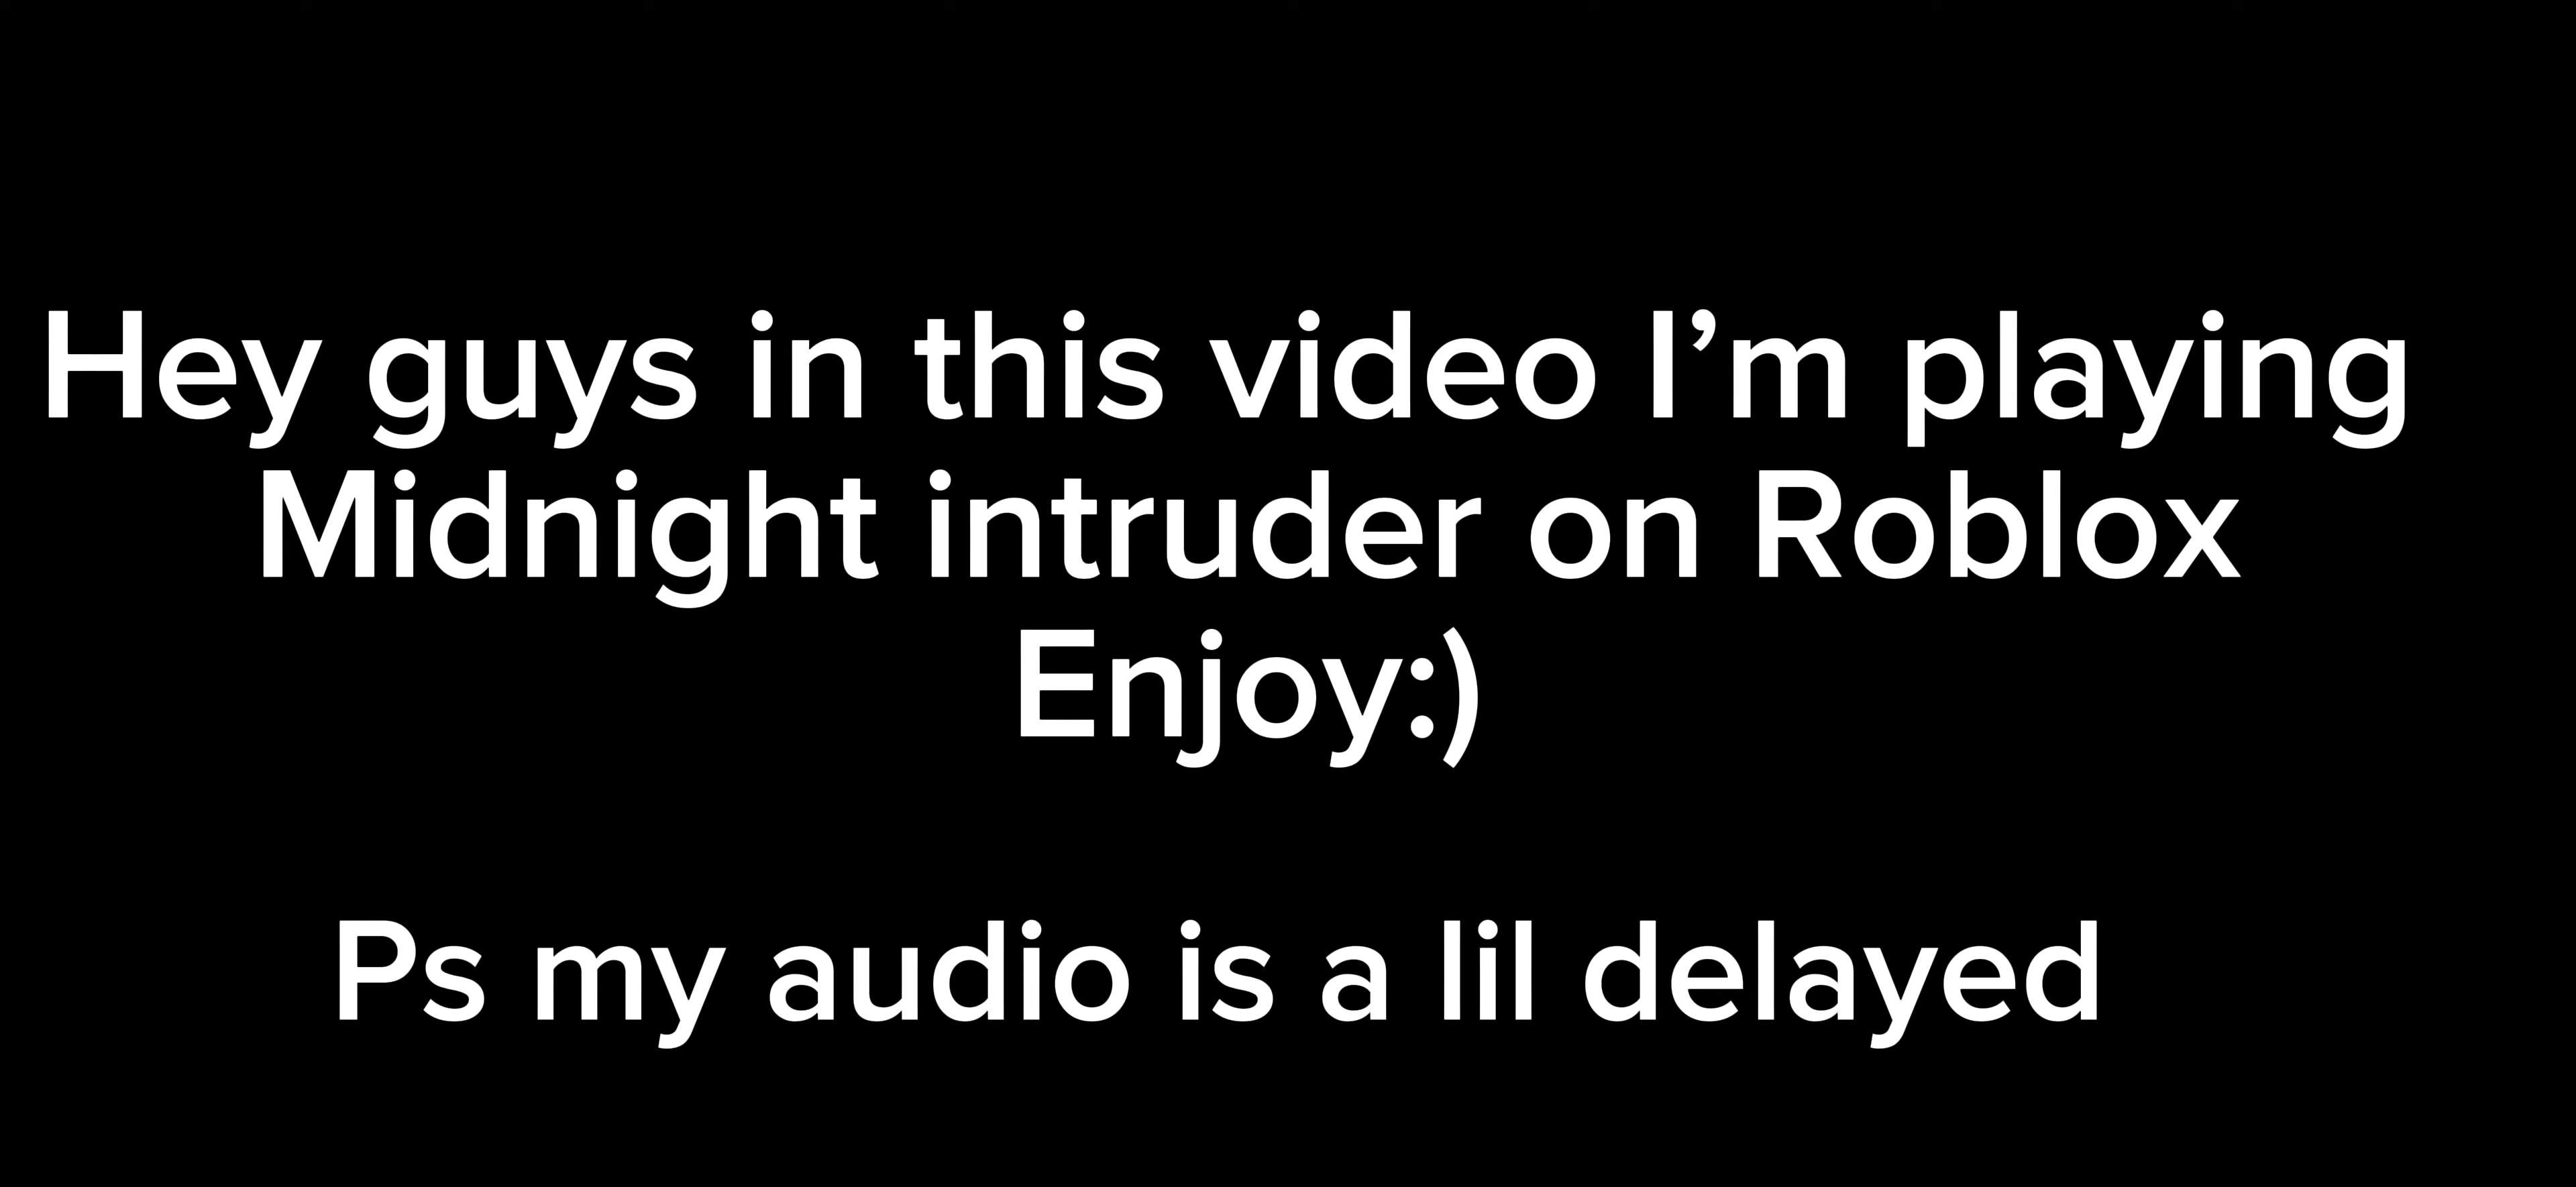 Hey guys in this video I’m playing
Midnight intruder on Roblox
Enjoy:)
Ps my audio is a lil delayed